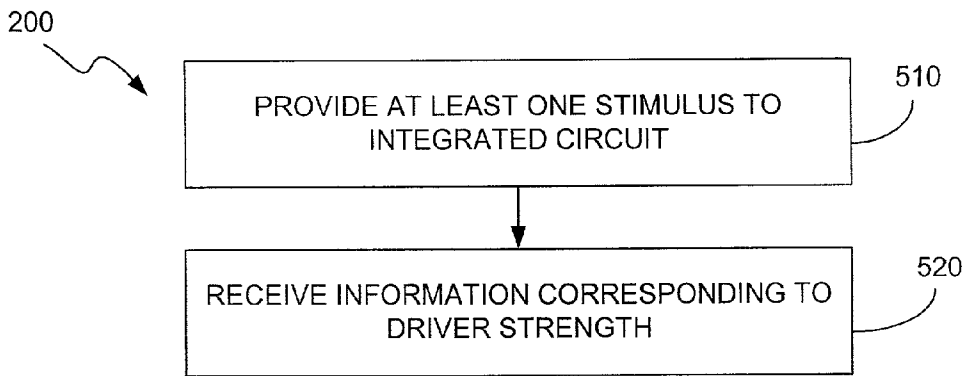 200
PROVIDE AT LEAST ONE STIMULUS TO
INTEGRATED CIRCUIT
510
RECEIVE INFORMATION CORRESPONDING TO
DRIVER STRENGTH
520